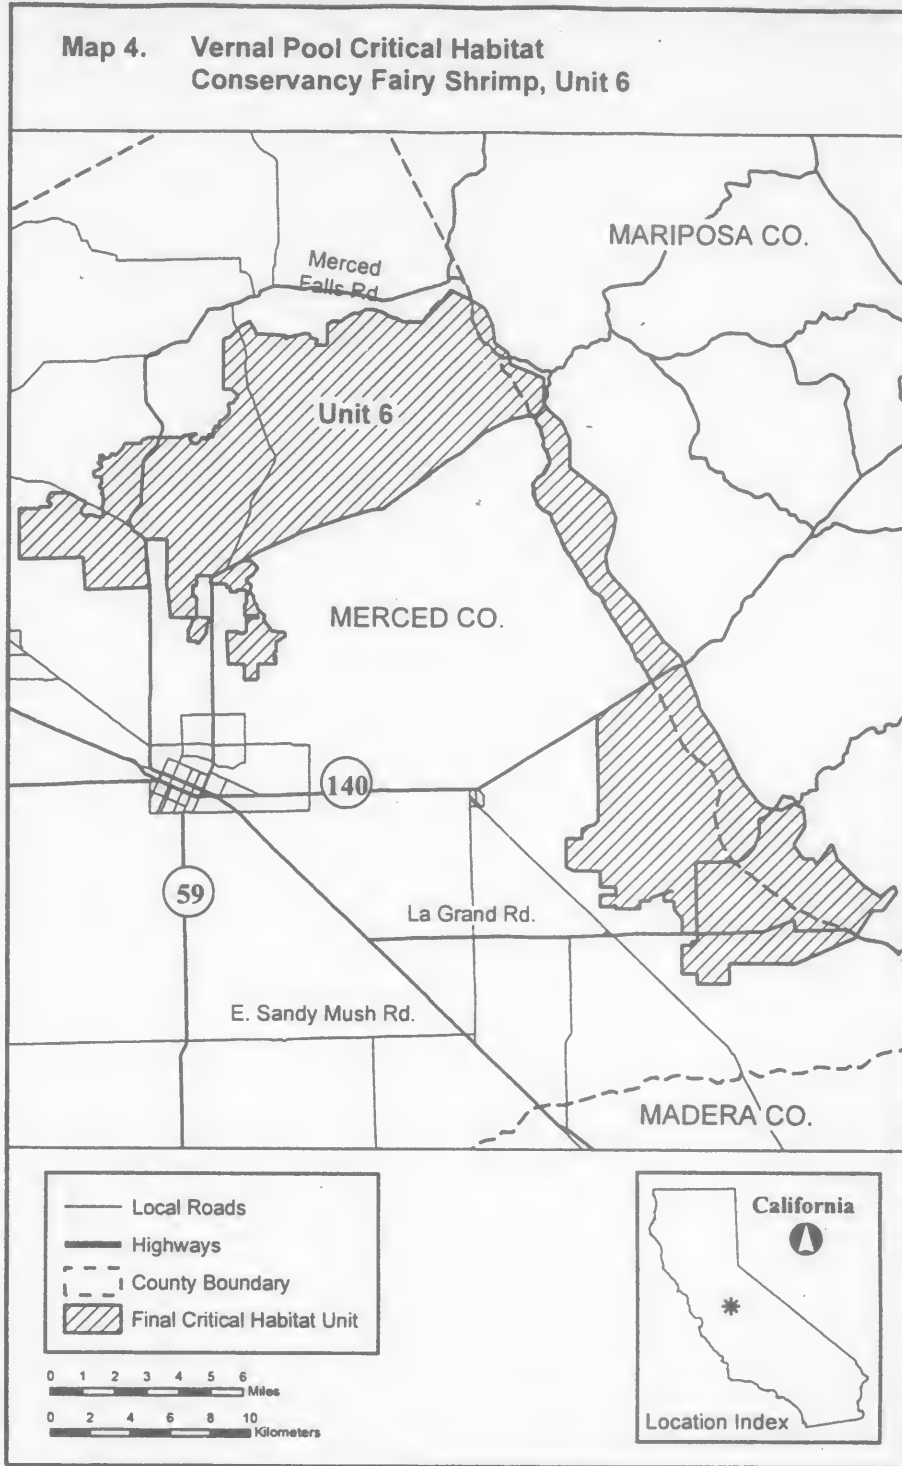 Map 4. Vernal Pool Critical Habitat
Conservancy Fairy Shrimp, Unit 6
MARIPOSA CO.
Merced
Falls Rd
Unit 6
MERCED CO.
140
59
La Grand Rd.
E. Sandy Mush Rd.
MADERA CO.
Local Roads
Highways
County Boundary
Final Critical Habitat Unit
0 1 2 3 4 5 6
Miles
0 2 4 6 8 10
Kilometers
California
Location Index